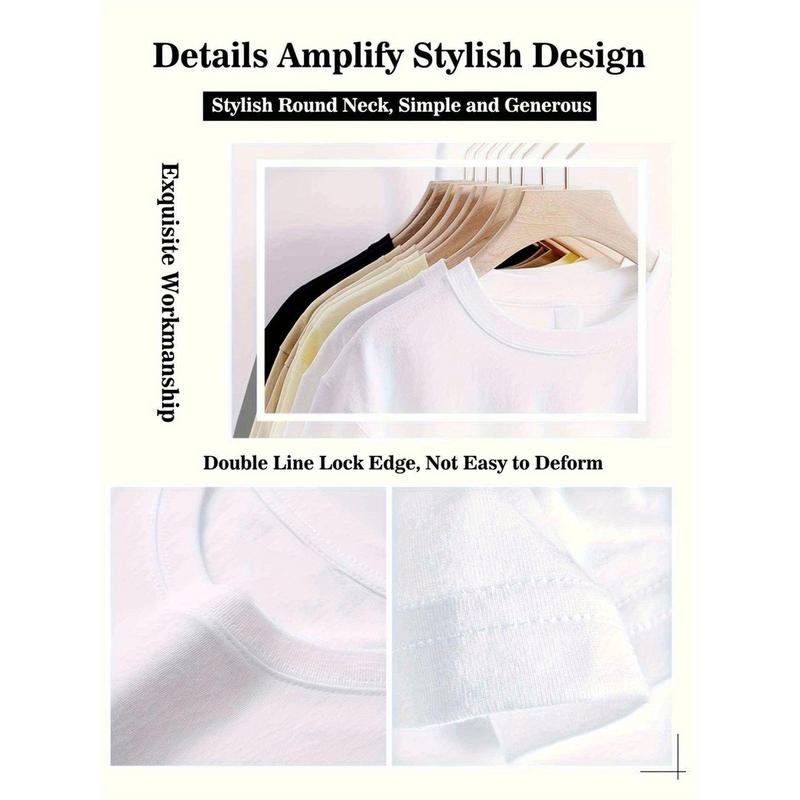 Details Amplify Stylish Design
Stylish Round Neck, Simple and Generous
Exquisite Workmanship
Double Line Lock Edge, Not Easy to Deform